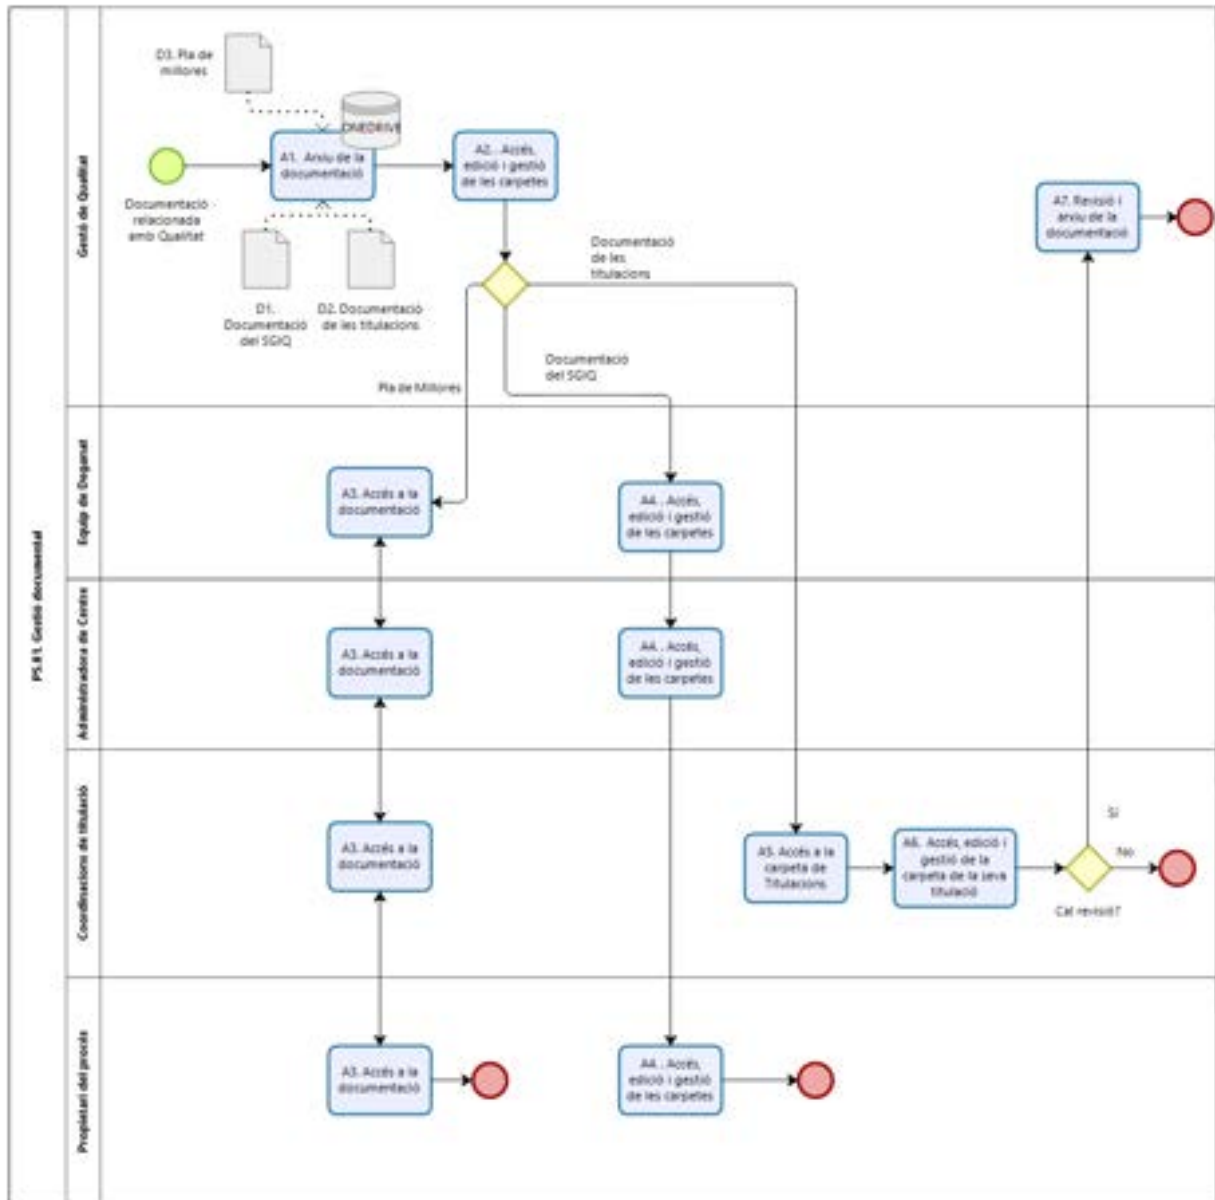 PS.01. Gestió documental
Gestió de Qualitat
D3. Pla de
millores
ONEDRIVE
A1. Arxiu de la
documentació
A2. . Accés,
edició i gestió
de les carpetes
Documentació
relacionada
amb Qualitat
D1.
Documentació
del SGIQ
D2. Documentació
de les titulacions
Documentació
de les
titulacions
Documentació
del SGIQ
Pla de Millores
A7. Revisió i
arxiu de la
documentació
Equip de Deganat
A3. Accés a la
documentació
A4. . Accés,
edició i gestió
de les carpetes
Administradora de Centre
A3. Accés a la
documentació
A4. . Accés,
edició i gestió
de les carpetes
Coordinacions de titulació
A3. Accés a la
documentació
A5. Accés a la
carpeta de
Titulacions
A6. Accés, edició i
gestió de la
carpeta de la seva
titulació
Sí
No
Cal revisió?
Propietari del procés
A3. Accés a la
documentació
A4. . Accés,
edició i gestió
de les carpetes